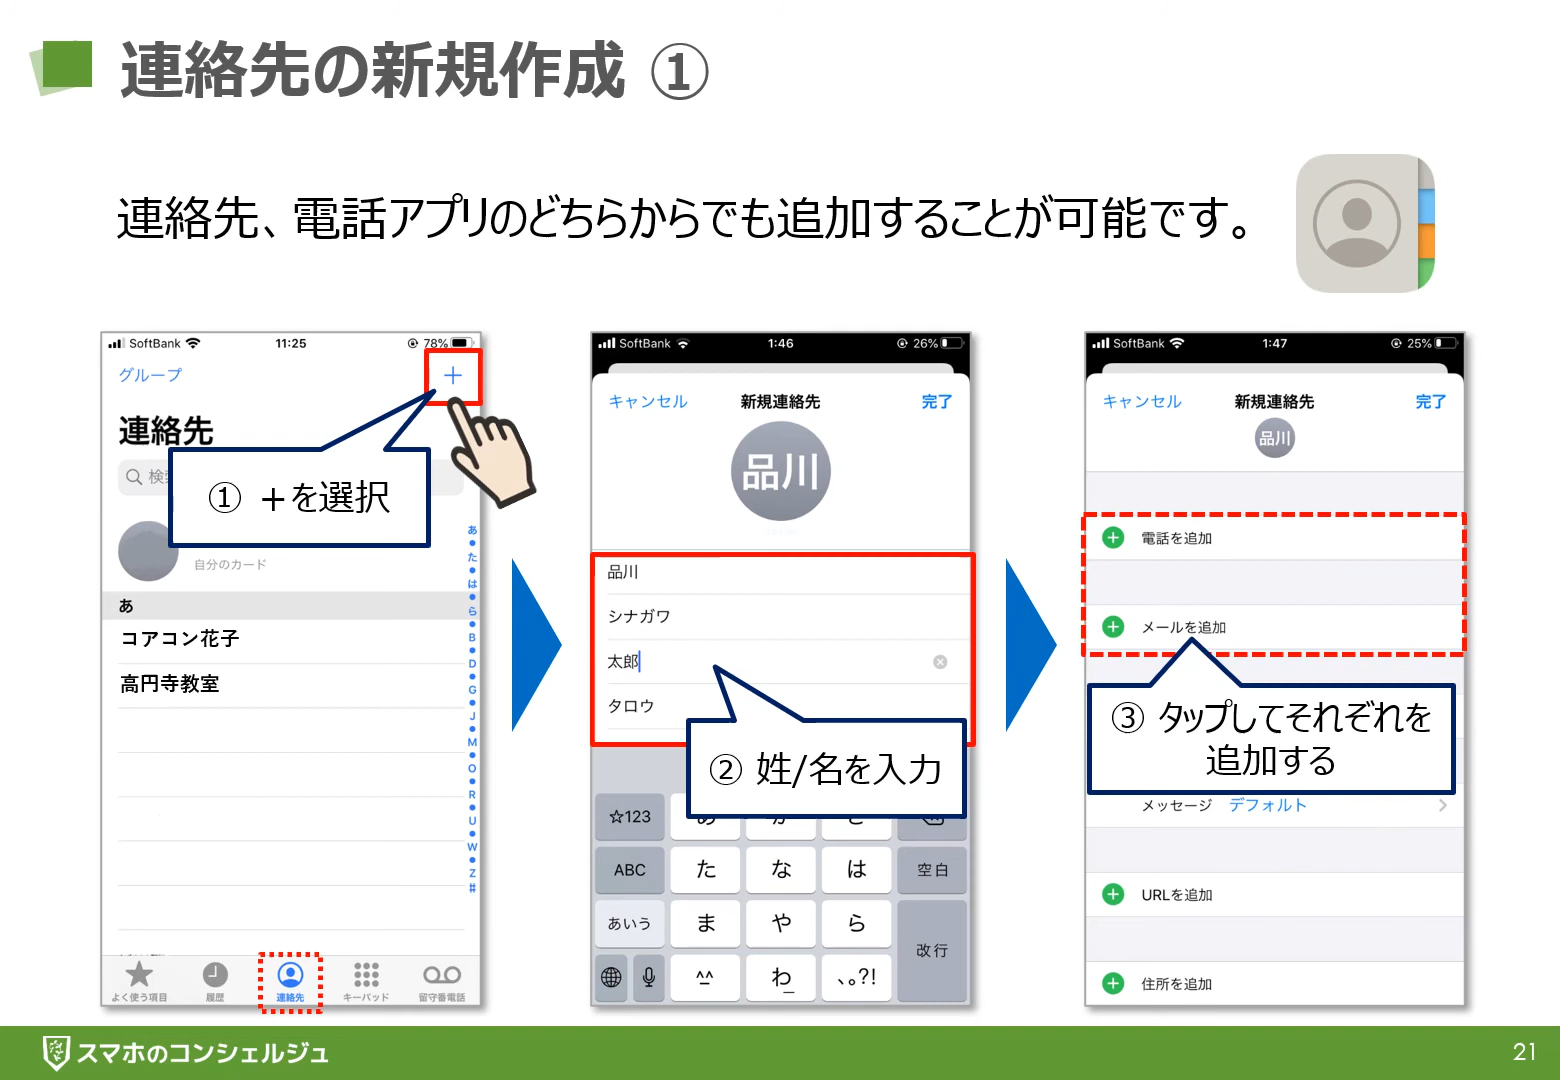 連絡先の新規作成 ①
連絡先、電話アプリのどちらからでも追加することが可能です。
SoftBank 11:25 78%
グループ +
連絡先
検
① +を選択
自分のカード
あ
コアコン花子
高円寺教室
あ
た
は
ら
B
D
G
J
M
O
R
U
W
Z
#
よく使う項目 履歴 連絡先 キーパッド 留守番電話
SoftBank 1:46 26%
キャンセル 新規連絡先 完了
品川
品川
シナガワ
太郎
タロウ
② 姓/名を入力
☆123 あ か さ
ABC た な は 空白
あいう ま や ら 改行
^^ わ 、。?!
SoftBank 1:47 25%
キャンセル 新規連絡先 完了
品川
電話を追加
メールを追加
③ タップしてそれぞれを
追加する
メッセージ デフォルト
URLを追加
住所を追加
スマホのコンシェルジュ
21